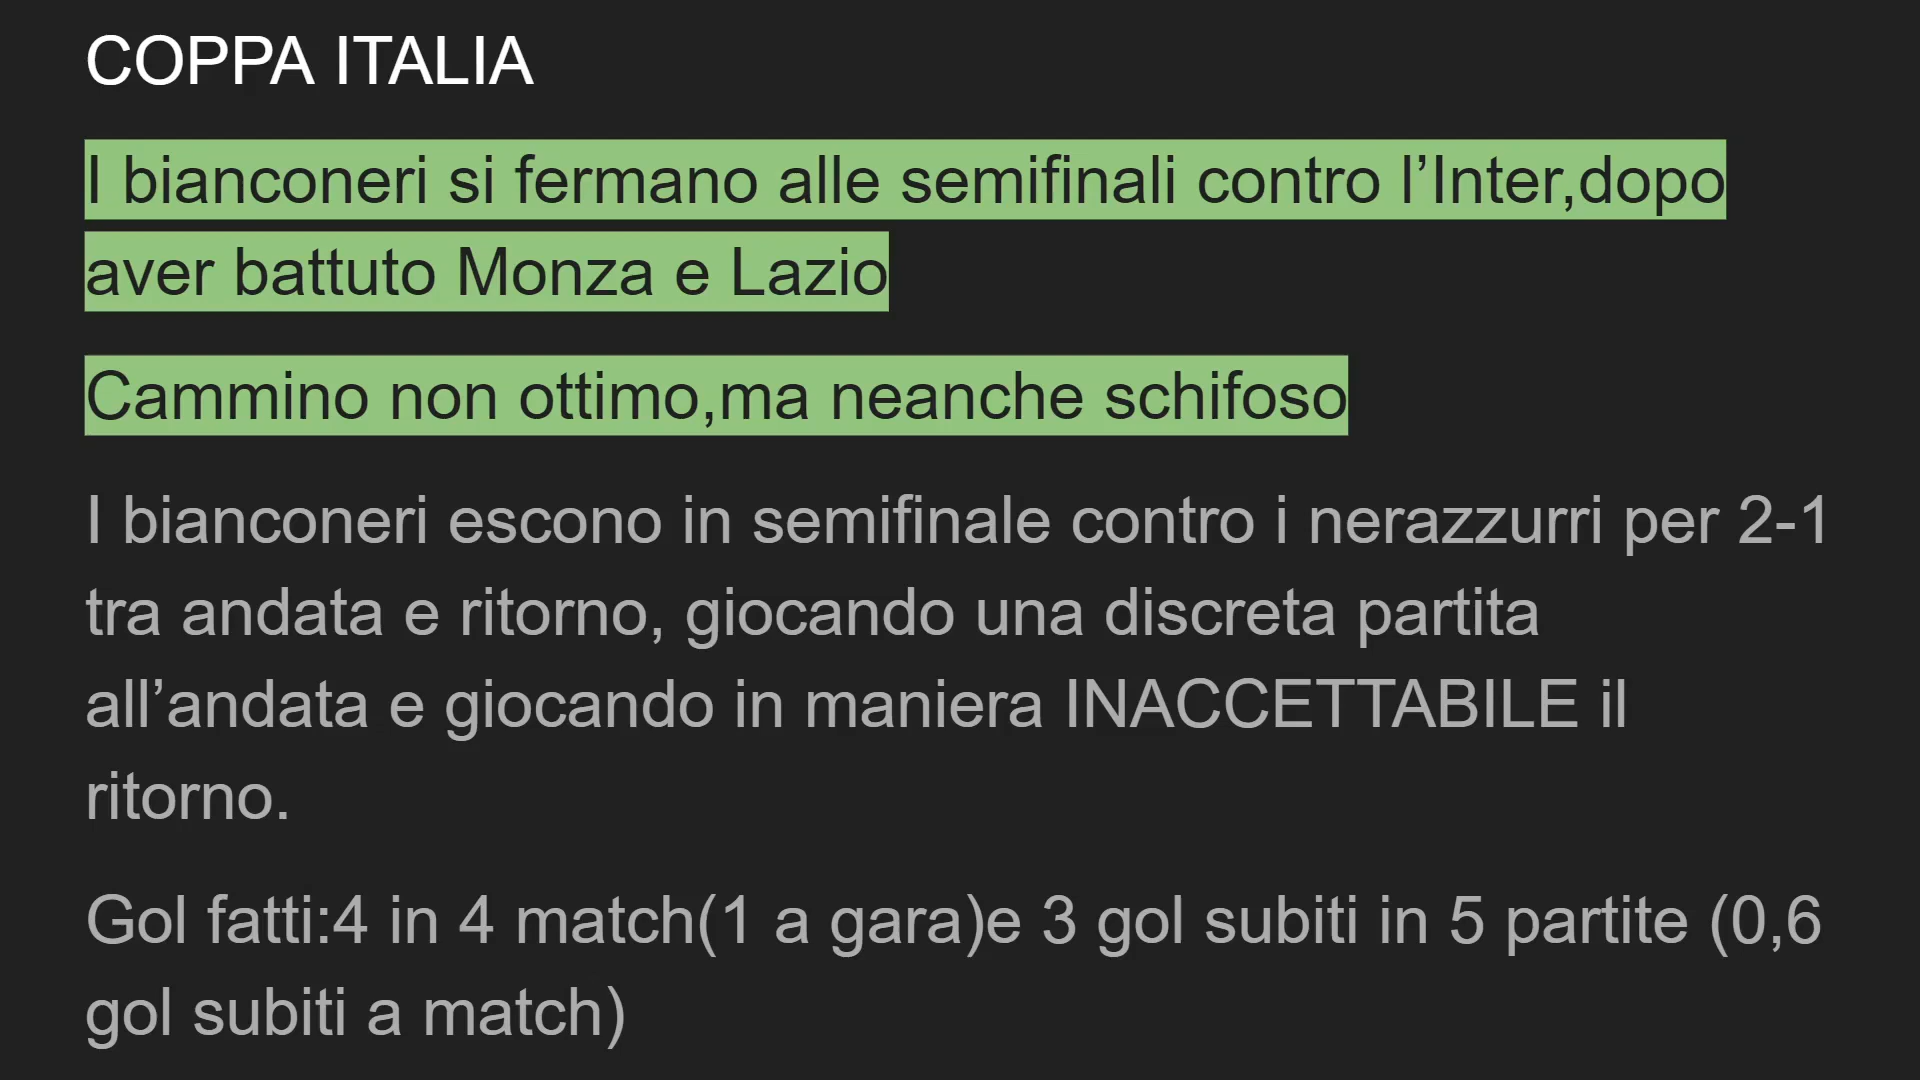 COPPA ITALIA
I bianconeri si fermano alle semifinali contro l’Inter,dopo
aver battuto Monza e Lazio
Cammino non ottimo,ma neanche schifoso
I bianconeri escono in semifinale contro i nerazzurri per 2-1
tra andata e ritorno, giocando una discreta partita
all’andata e giocando in maniera INACCETTABILE il
ritorno.
Gol fatti:4 in 4 match(1 a gara)e 3 gol subiti in 5 partite (0,6
gol subiti a match)